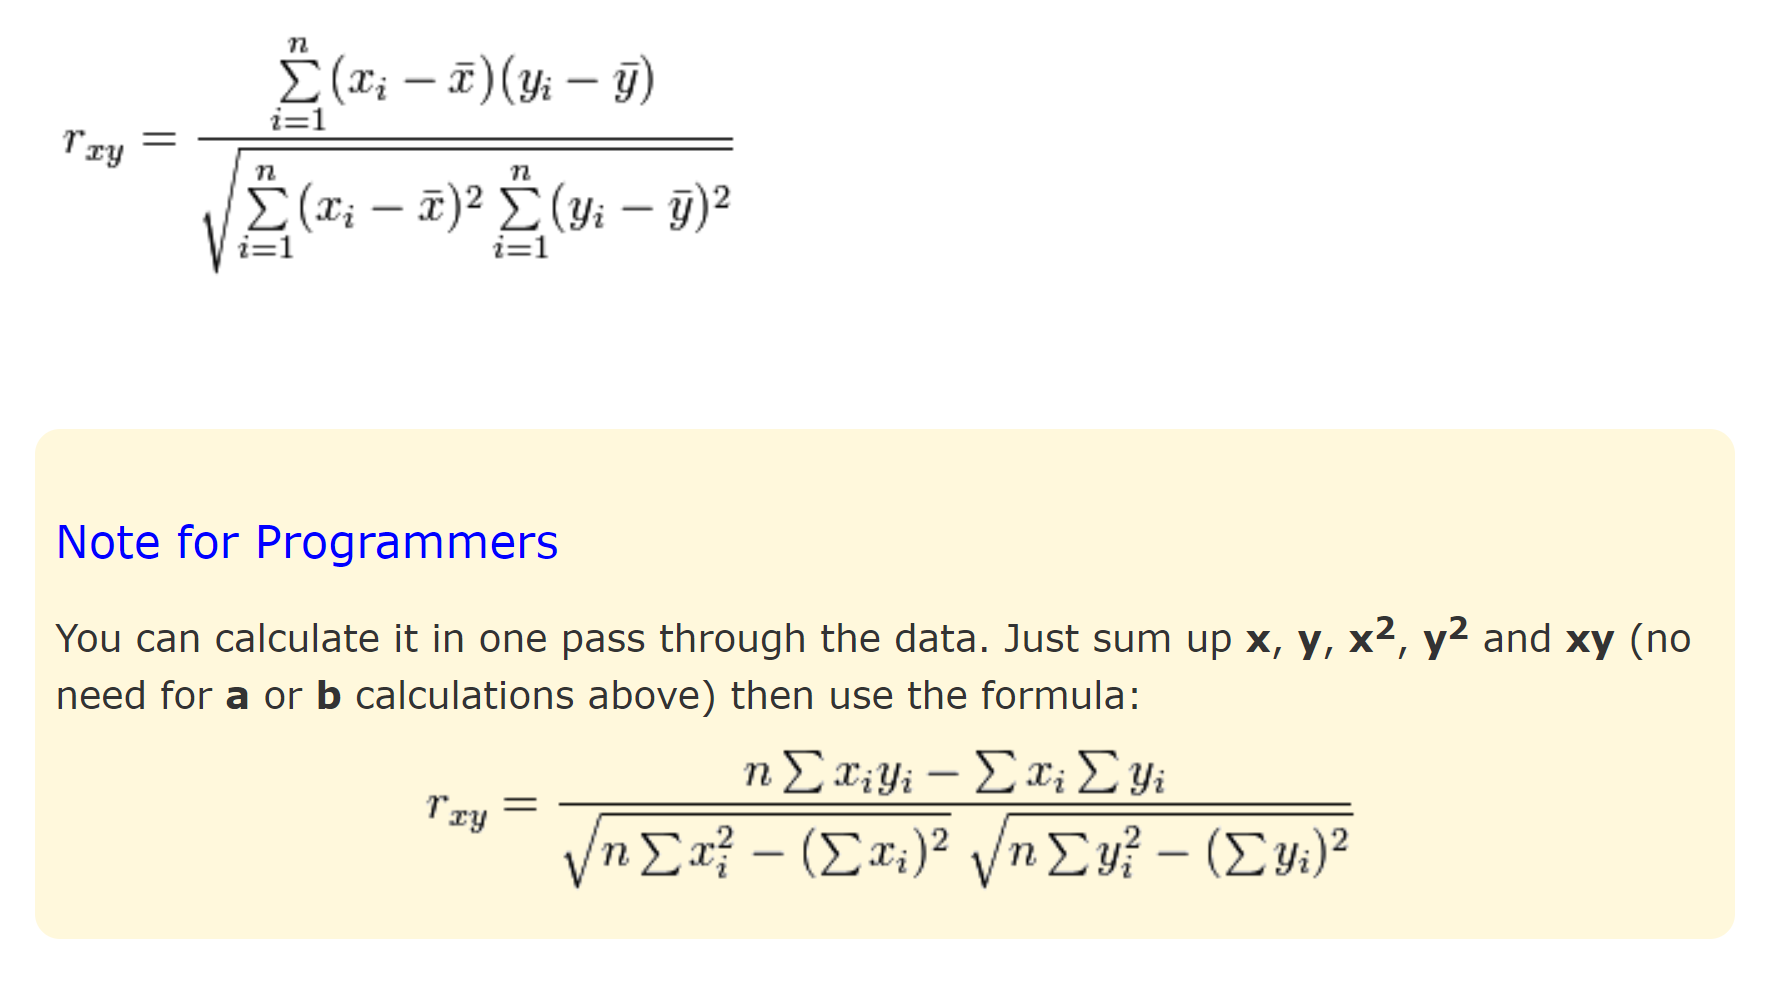 r_{xy} = \frac{\sum_{i=1}^{n}(x_i - \bar{x})(y_i - \bar{y})}{\sqrt{\sum_{i=1}^{n}(x_i - \bar{x})^2 \sum_{i=1}^{n}(y_i - \bar{y})^2}}
Note for Programmers
You can calculate it in one pass through the data. Just sum up x, y, x², y² and xy (no
need for a or b calculations above) then use the formula:
r_{xy} = \frac{n \sum x_i y_i - \sum x_i \sum y_i}{\sqrt{n \sum x_i^2 - (\sum x_i)^2} \sqrt{n \sum y_i^2 - (\sum y_i)^2}}